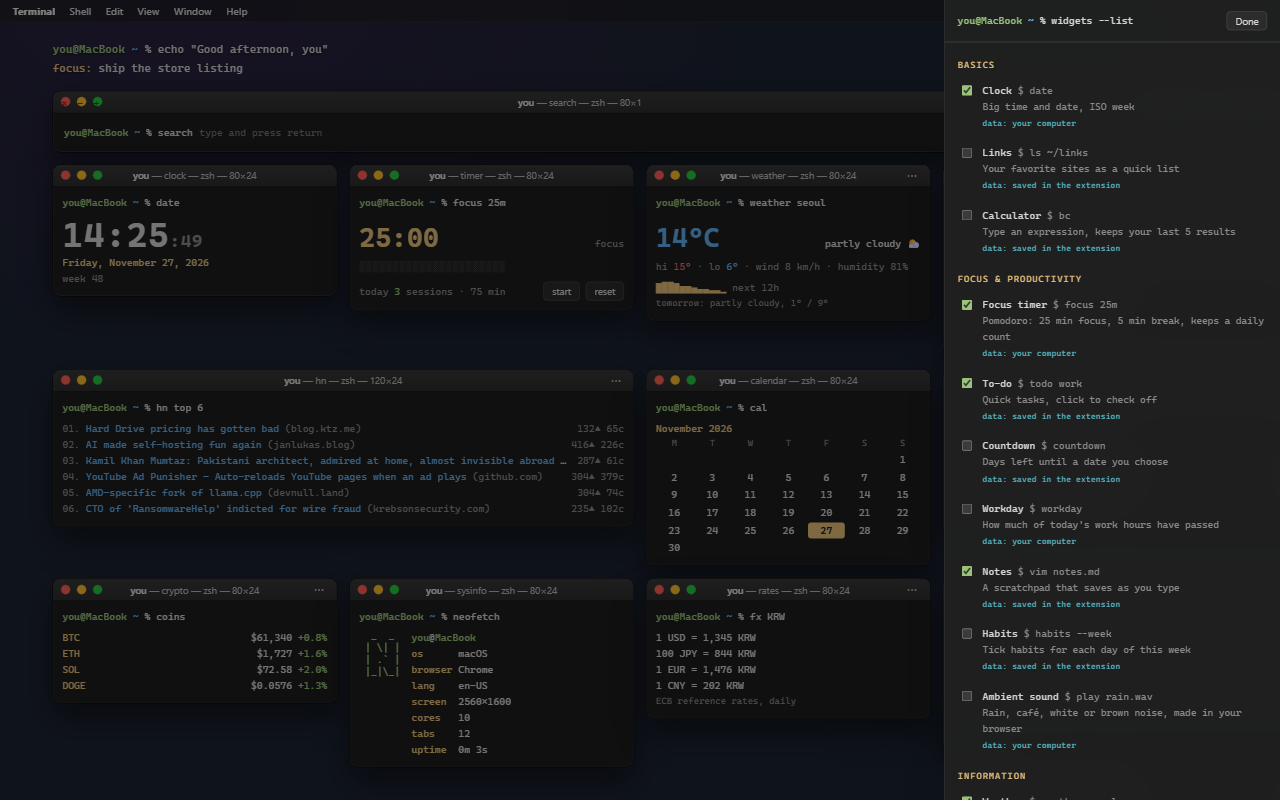 Terminal Shell Edit View Window Help
you@MacBook ~ % echo "Good afternoon, you"
focus: ship the store listing
you — search — zsh — 80×1
you@MacBook ~ % search type and press return
you — clock — zsh — 80×24
you@MacBook ~ % date
14:25:49
Friday, November 27, 2026
week 48
you — timer — zsh — 80×24
you@MacBook ~ % focus 25m
25:00 focus
today 3 sessions · 75 min start reset
you — weather — zsh — 80×24 ···
you@MacBook ~ % weather seoul
14°C partly cloudy
hi 15° · lo 6° · wind 8 km/h · humidity 81%
next 12h
tomorrow: partly cloudy, 1° / 9°
you — hn — zsh — 120×24 ···
you@MacBook ~ % hn top 6
01. Hard Drive pricing has gotten bad (blog.ktz.me) 132▲ 65c
02. AI made self-hosting fun again (janlukas.blog) 416▲ 226c
03. Kamil Khan Mumtaz: Pakistani architect, admired at home, almost invisible abroad … 287▲ 61c
04. YouTube Ad Punisher – Auto-reloads YouTube pages when an ad plays (github.com) 304▲ 379c
05. AMD-specific fork of llama.cpp (devnull.land) 304▲ 74c
06. CTO of 'RansomwareHelp' indicted for wire fraud (krebsonsecurity.com) 235▲ 102c
you — calendar — zsh — 80×24
you@MacBook ~ % cal
November 2026
M T W T F S S
1
2 3 4 5 6 7 8
9 10 11 12 13 14 15
16 17 18 19 20 21 22
23 24 25 26 27 28 29
30
you — crypto — zsh — 80×24 ···
you@MacBook ~ % coins
BTC $61,340 +0.8%
ETH $1,727 +1.6%
SOL $72.58 +2.0%
DOGE $0.0576 +1.3%
you — sysinfo — zsh — 80×24
you@MacBook ~ % neofetch
you@MacBook
os macOS
browser Chrome
lang en-US
screen 2560×1600
cores 10
tabs 12
uptime 0m 3s
you — rates — zsh — 80×24 ···
you@MacBook ~ % fx KRW
1 USD = 1,345 KRW
100 JPY = 844 KRW
1 EUR = 1,476 KRW
1 CNY = 202 KRW
ECB reference rates, daily
you@MacBook ~ % widgets --list Done
BASICS
Clock $ date
Big time and date, ISO week
data: your computer
Links $ ls ~/links
Your favorite sites as a quick list
data: saved in the extension
Calculator $ bc
Type an expression, keeps your last 5 results
data: saved in the extension
FOCUS & PRODUCTIVITY
Focus timer $ focus 25m
Pomodoro: 25 min focus, 5 min break, keeps a daily
count
data: your computer
To-do $ todo work
Quick tasks, click to check off
data: saved in the extension
Countdown $ countdown
Days left until a date you choose
data: saved in the extension
Workday $ workday
How much of today's work hours have passed
data: your computer
Notes $ vim notes.md
A scratchpad that saves as you type
data: saved in the extension
Habits $ habits --week
Tick habits for each day of this week
data: saved in the extension
Ambient sound $ play rain.wav
Rain, café, white or brown noise, made in your
browser
data: your computer
INFORMATION